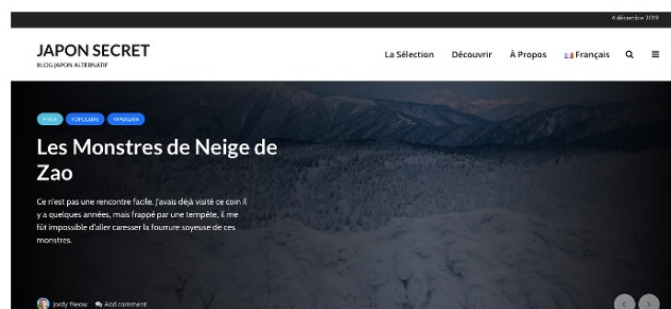 4 décembre 2019
JAPON SECRET
BLOG JAPON ALTERNATIF
La Sélection Découvrir À Propos Français
POPULAIRE YAMAGATA
Les Monstres de Neige de
Zao
Ce n'est pas une rencontre facile. J'avais déjà visité ce coin il
y a quelques années, mais frappé par une tempête, il me
fût impossible d'aller caresser la fourrure soyeuse de ces
monstres.
Jordy Meow Add comment